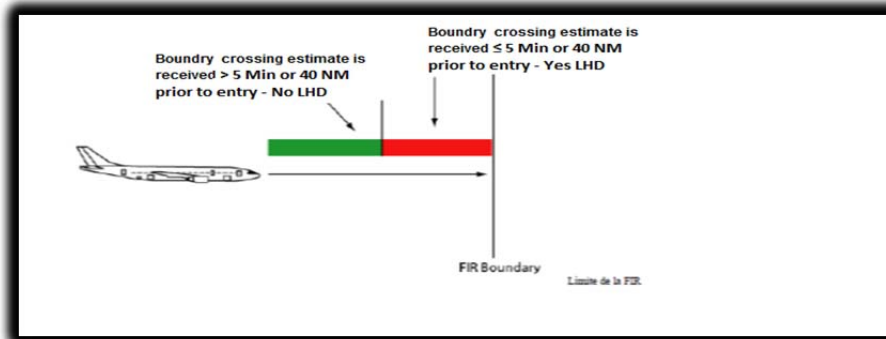 Boundry crossing estimate is
received > 5 Min or 40 NM
prior to entry - No LHD
Boundry crossing estimate is
received ≤ 5 Min or 40 NM
prior to entry - Yes LHD
FIR Boundary
Limite de la FIR